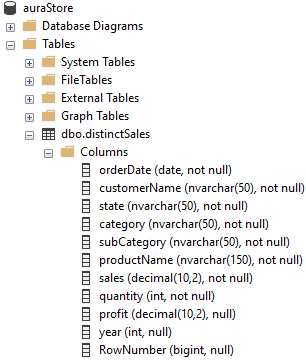 auraStore
Database Diagrams
Tables
System Tables
FileTables
External Tables
Graph Tables
dbo.distinctSales
Columns
orderDate (date, not null)
customerName (nvarchar(50), not null)
state (nvarchar(50), not null)
category (nvarchar(50), not null)
subCategory (nvarchar(50), not null)
productName (nvarchar(150), not null)
sales (decimal(10,2), not null)
quantity (int, not null)
profit (decimal(10,2), not null)
year (int, null)
RowNumber (bigint, null)